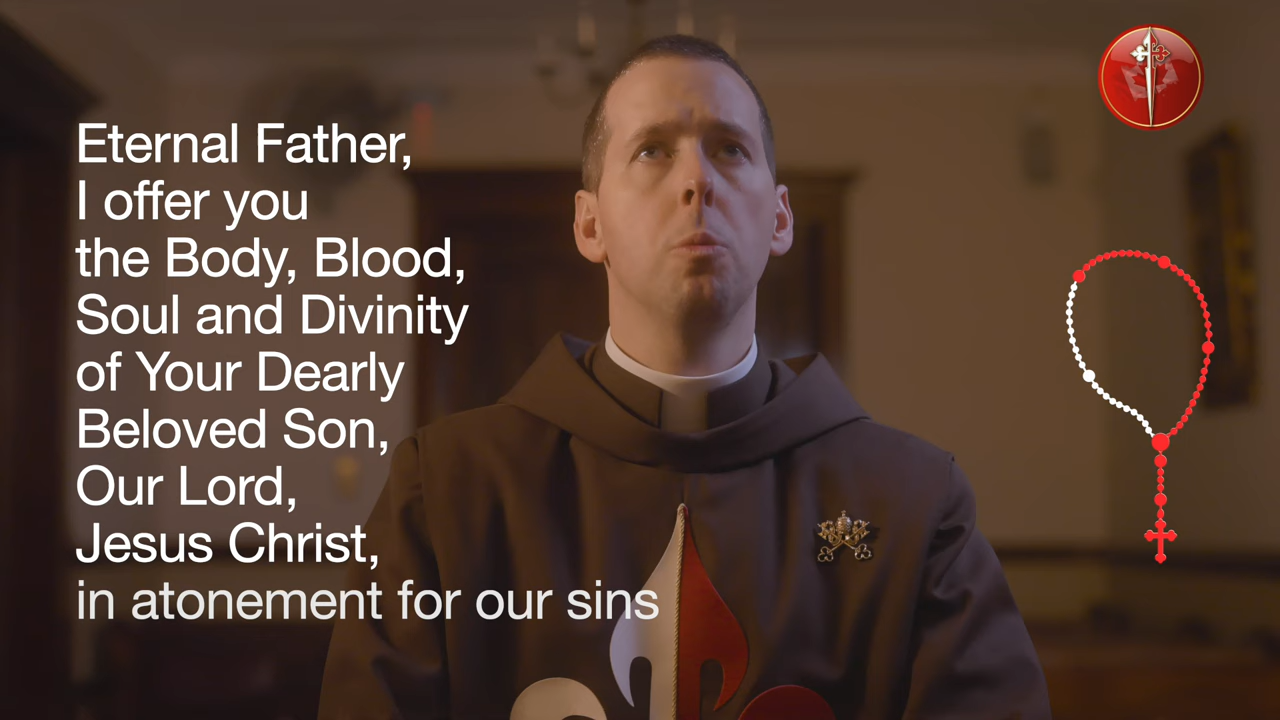 Eternal Father,
I offer you
the Body, Blood,
Soul and Divinity
of Your Dearly
Beloved Son,
Our Lord,
Jesus Christ,
in atonement for our sins